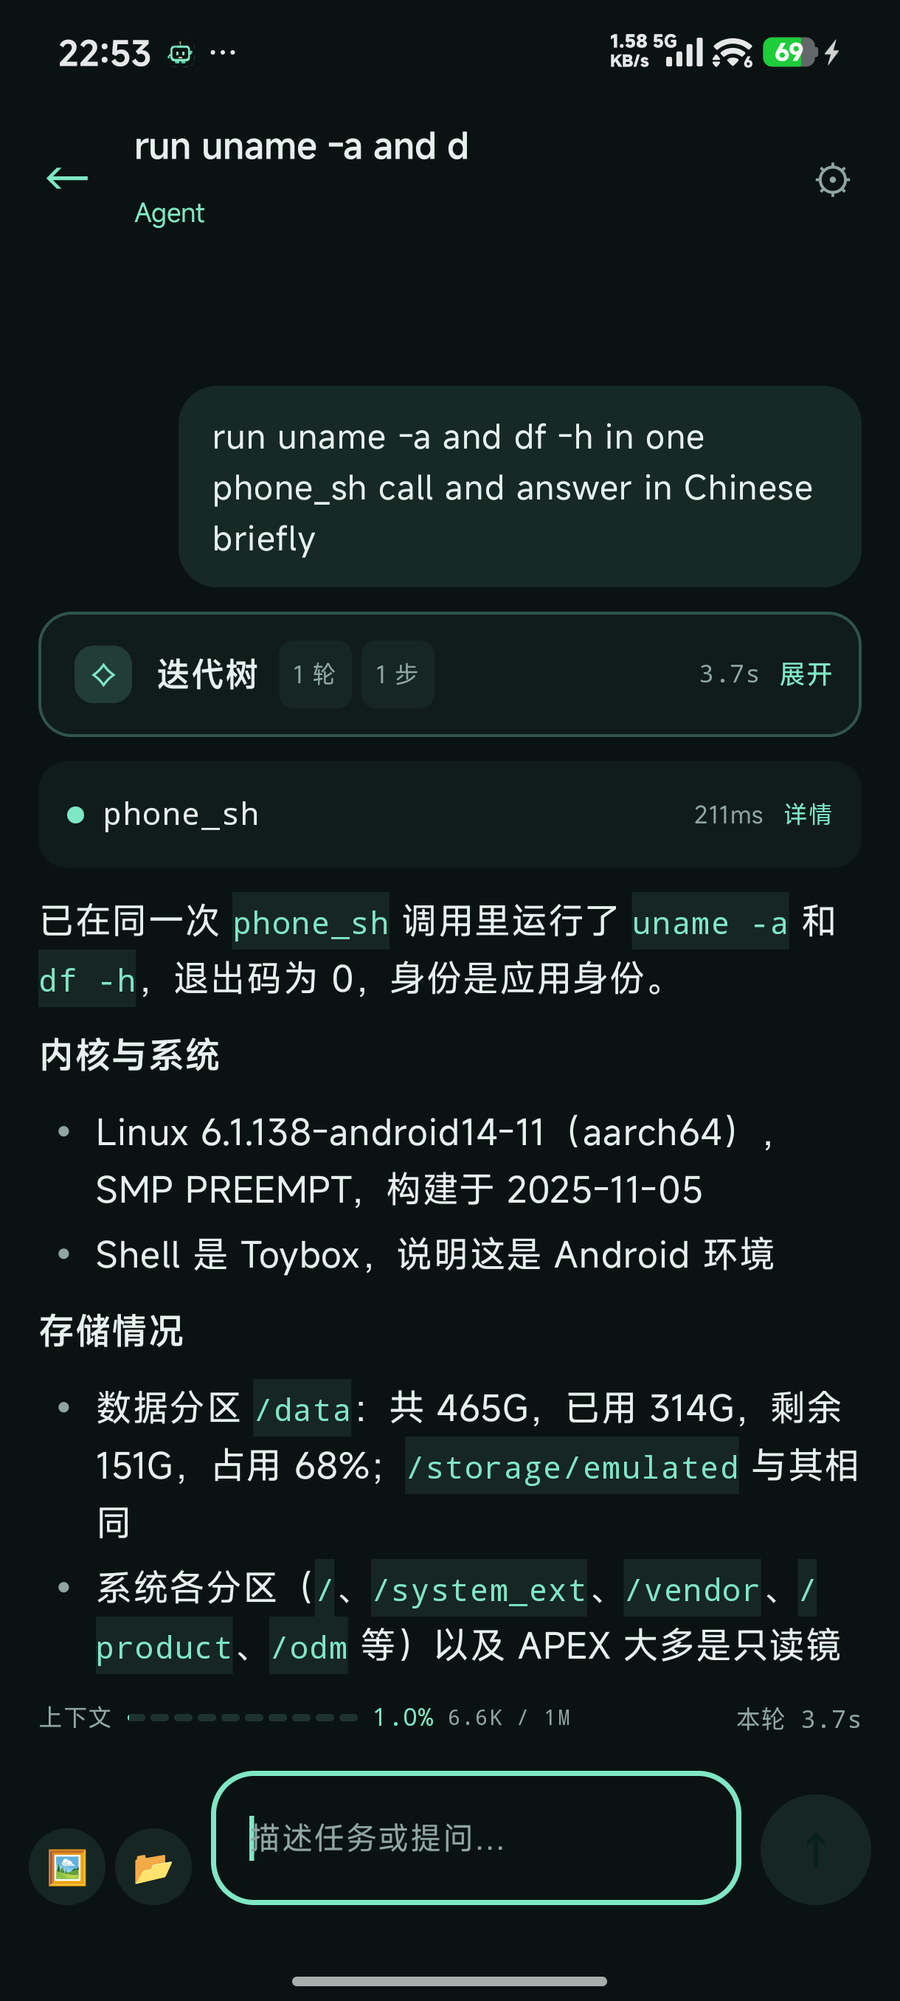 22:53 ... 1.58 KB/s 5G 6 69
run uname -a and d
Agent
run uname -a and df -h in one
phone_sh call and answer in Chinese
briefly
迭代树 1 轮 1 步 3.7s 展开
phone_sh 211ms 详情
已在同一次 phone_sh 调用里运行了 uname -a 和
df -h，退出码为 0，身份是应用身份。
内核与系统
• Linux 6.1.138-android14-11（aarch64），
SMP PREEMPT，构建于 2025-11-05
• Shell 是 Toybox，说明这是 Android 环境
存储情况
• 数据分区 /data：共 465G，已用 314G，剩余
151G，占用 68%；/storage/emulated 与其相
同
• 系统各分区（/、/system_ext、/vendor、/
product、/odm 等）以及 APEX 大多是只读镜
上下文 1.0% 6.6K / 1M 本轮 3.7s
描述任务或提问...